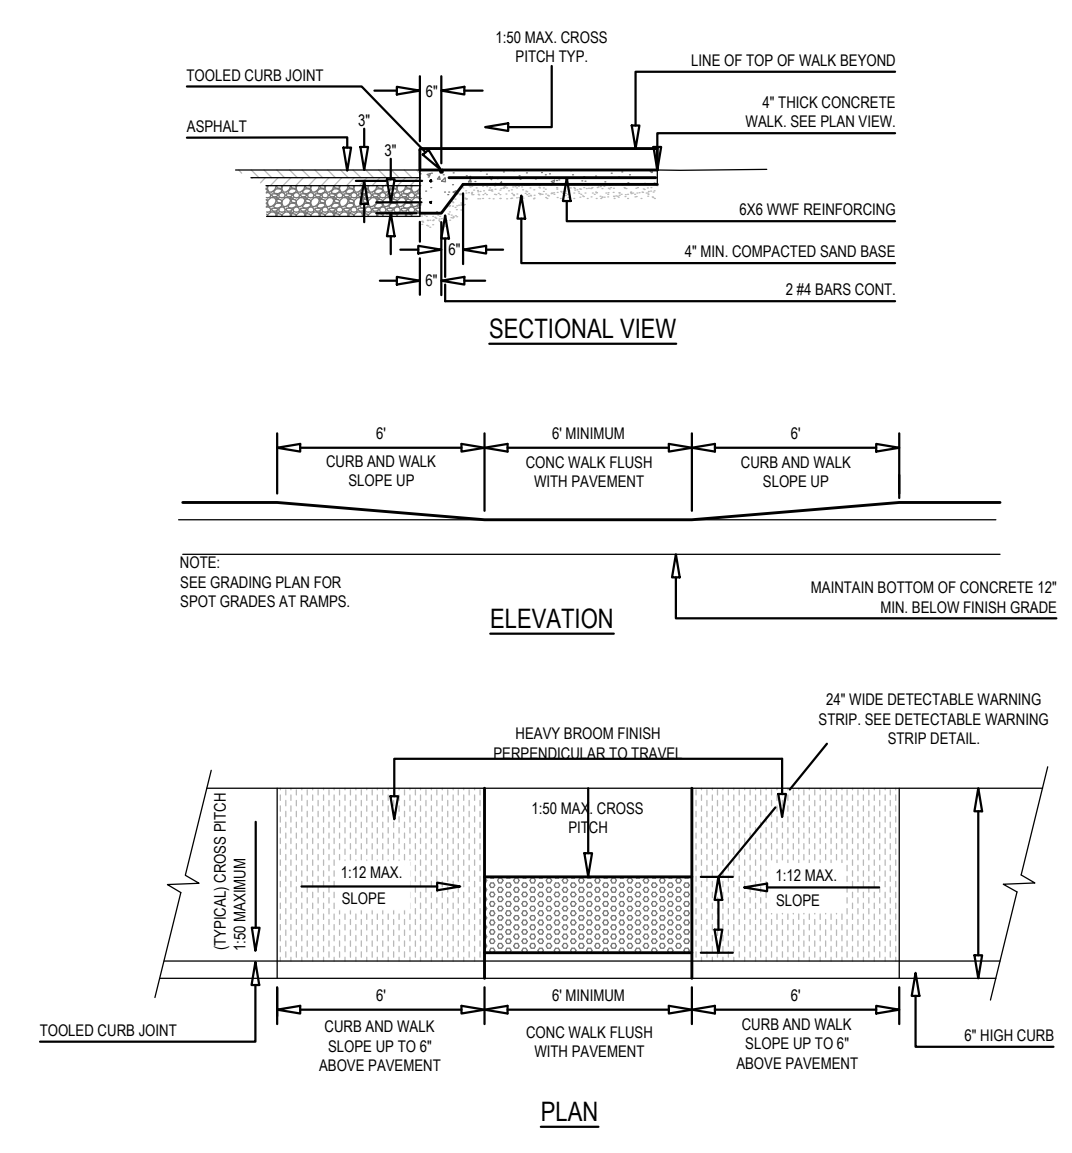 1:50 MAX. CROSS
PITCH TYP.
LINE OF TOP OF WALK BEYOND
TOOLED CURB JOINT
6"
4" THICK CONCRETE
WALK. SEE PLAN VIEW.
ASPHALT
3"
3"
6X6 WWF REINFORCING
6"
4" MIN. COMPACTED SAND BASE
6"
2 #4 BARS CONT.
SECTIONAL VIEW
6'
6' MINIMUM
6'
CURB AND WALK
SLOPE UP
CONC WALK FLUSH
WITH PAVEMENT
CURB AND WALK
SLOPE UP
NOTE:
SEE GRADING PLAN FOR
SPOT GRADES AT RAMPS.
MAINTAIN BOTTOM OF CONCRETE 12"
MIN. BELOW FINISH GRADE
ELEVATION
24" WIDE DETECTABLE WARNING
STRIP. SEE DETECTABLE WARNING
STRIP DETAIL.
HEAVY BROOM FINISH
PERPENDICULAR TO TRAVEL
(TYPICAL) CROSS PITCH
1:50 MAXIMUM
1:50 MAX. CROSS
PITCH
1:12 MAX.
SLOPE
1:12 MAX.
SLOPE
6'
6' MINIMUM
6'
TOOLED CURB JOINT
CURB AND WALK
SLOPE UP TO 6"
ABOVE PAVEMENT
CONC WALK FLUSH
WITH PAVEMENT
CURB AND WALK
SLOPE UP TO 6"
ABOVE PAVEMENT
6" HIGH CURB
PLAN